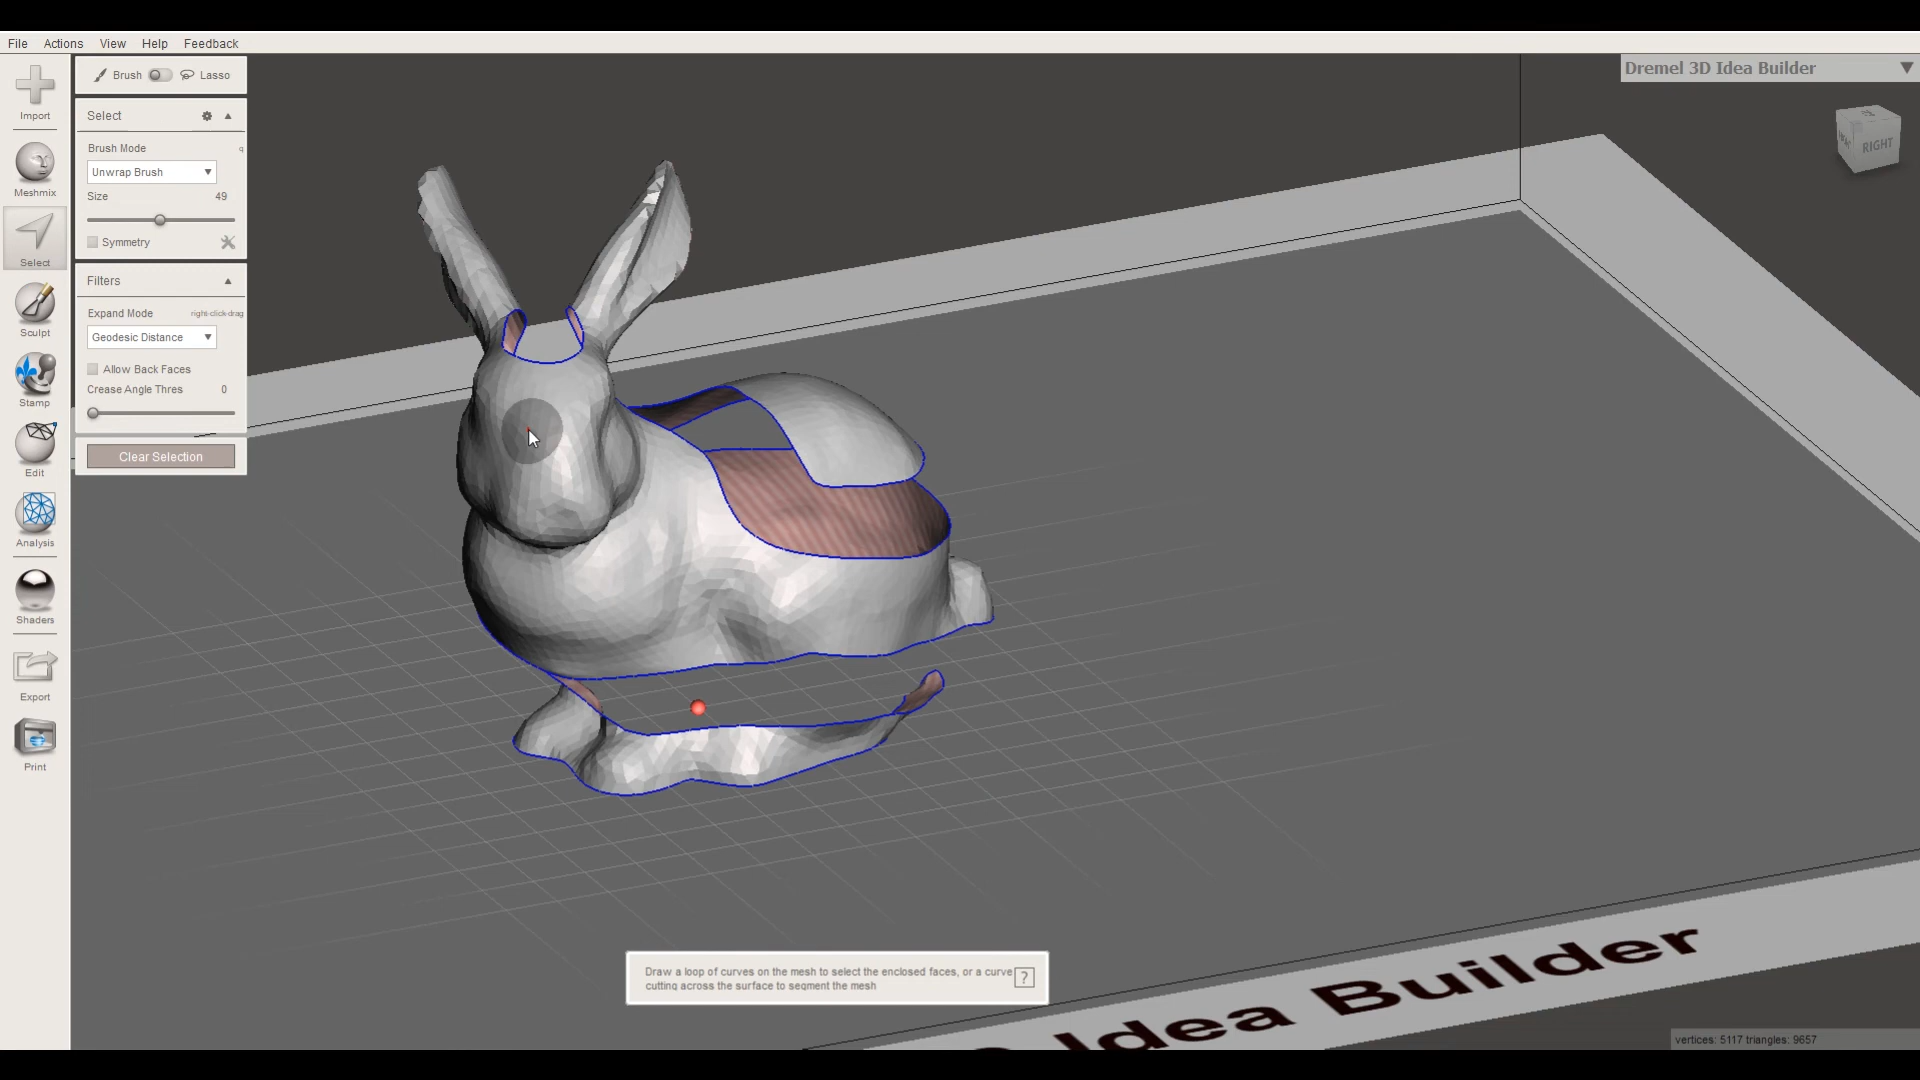 File Actions View Help Feedback
Brush Lasso
Dremel 3D Idea Builder
Import
Select
Brush Mode q
Unwrap Brush
Size 49
Symmetry
Meshmix
Select
Filters
Expand Mode right-click-drag
Geodesic Distance
Allow Back Faces
Crease Angle Thres 0
Clear Selection
Sculpt
Stamp
Edit
Analysis
Shaders
Export
Print
RIGHT
Draw a loop of curves on the mesh to select the enclosed faces, or a curve
cutting across the surface to segment the mesh
?
Idea Builder
vertices: 5117 triangles: 9657